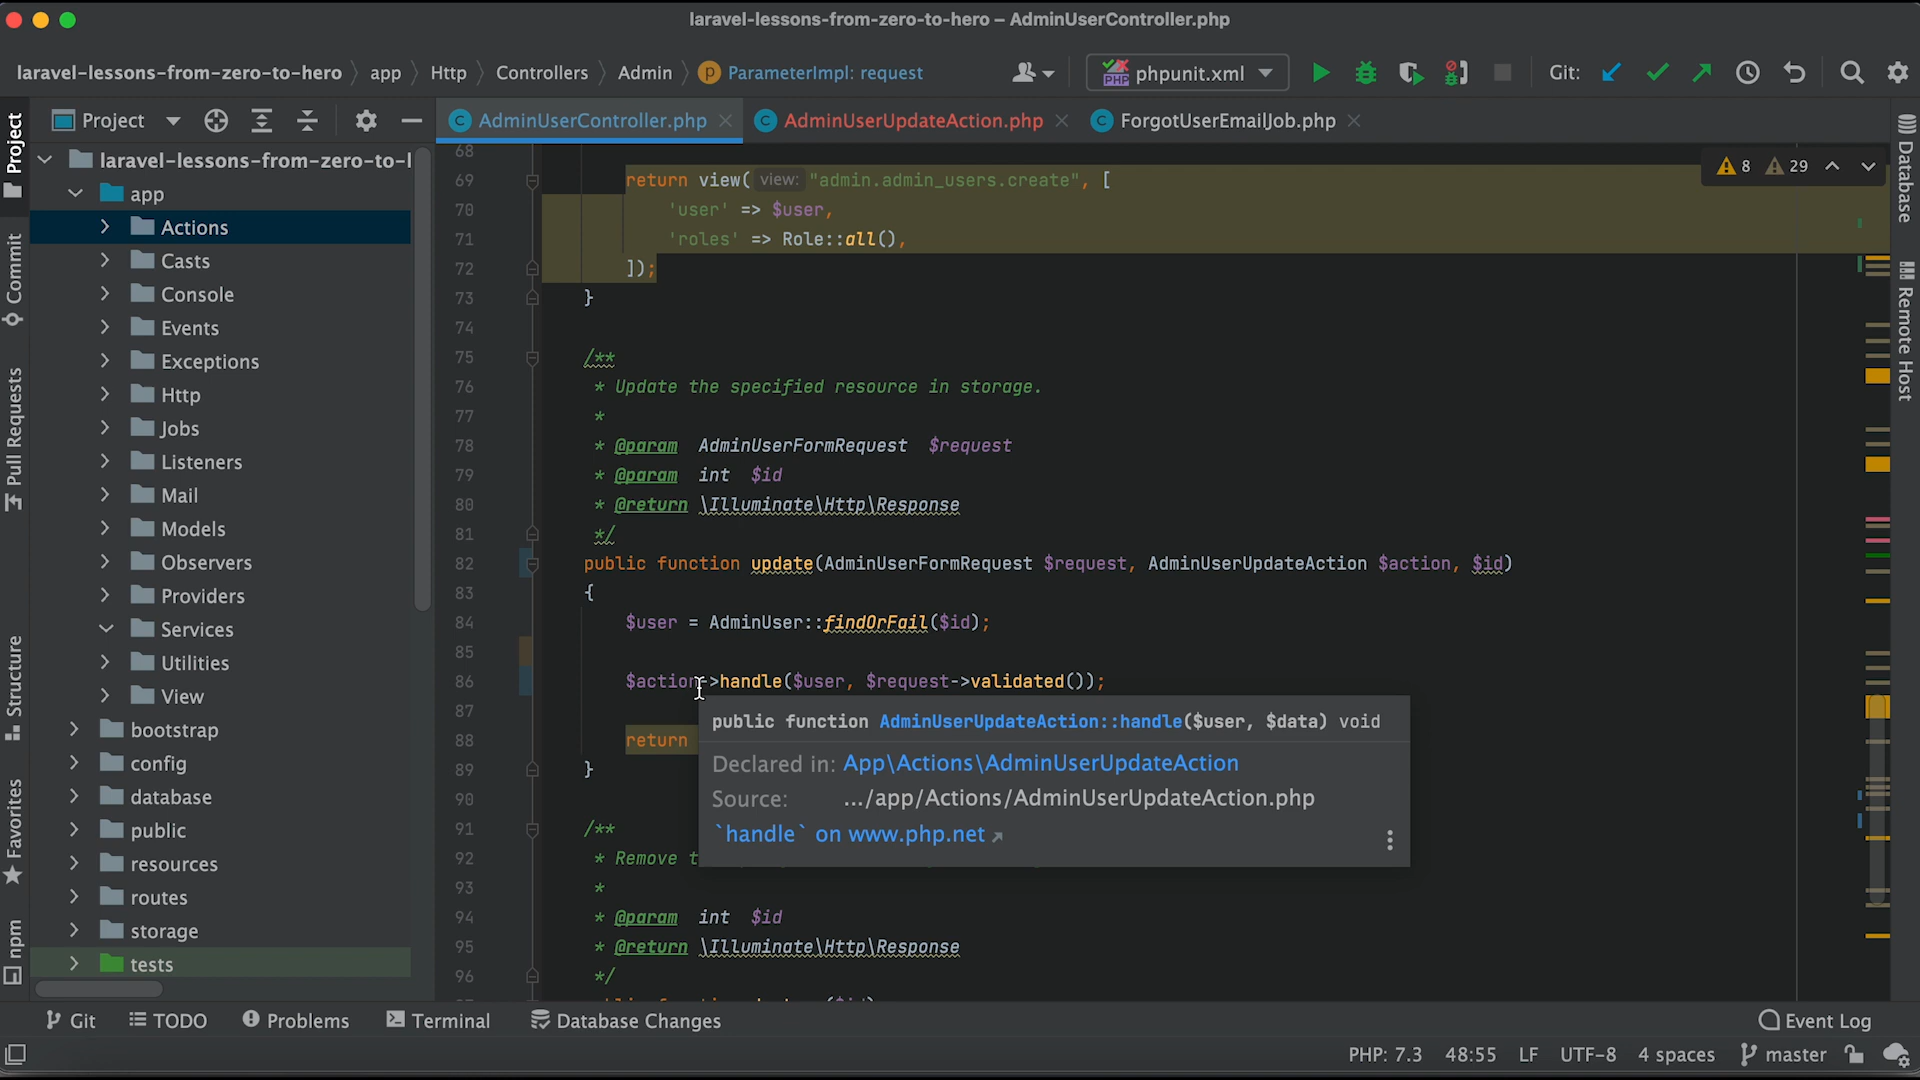 laravel-lessons-from-zero-to-hero – AdminUserController.php
laravel-lessons-from-zero-to-hero app Http Controllers Admin p ParameterImpl: request
PHP phpunit.xml Git:
Project
C AdminUserController.php
C AdminUserUpdateAction.php
C ForgotUserEmailJob.php
Project
Commit
Pull Requests
Structure
Favorites
npm
laravel-lessons-from-zero-to-l
app
Actions
Casts
Console
Events
Exceptions
Http
Jobs
Listeners
Mail
Models
Observers
Providers
Services
Utilities
View
bootstrap
config
database
public
resources
routes
storage
tests
8 29
68
69 return view( view: "admin.admin_users.create", [
70 'user' => $user,
71 'roles' => Role::all(),
72 ]);
73 }
74
75 /**
76 * Update the specified resource in storage.
77 *
78 * @param AdminUserFormRequest $request
79 * @param int $id
80 * @return \Illuminate\Http\Response
81 */
82 public function update(AdminUserFormRequest $request, AdminUserUpdateAction $action, $id)
83 {
84 $user = AdminUser::findOrFail($id);
85
86 $action->handle($user, $request->validated());
87
88 return
89 }
90
91 /**
92 * Remove t
93 *
94 * @param int $id
95 * @return \Illuminate\Http\Response
96 */
public function AdminUserUpdateAction::handle($user, $data) void
Declared in: App\Actions\AdminUserUpdateAction
Source: .../app/Actions/AdminUserUpdateAction.php
`handle` on www.php.net
Database
Remote Host
Git TODO Problems Terminal Database Changes Event Log
PHP: 7.3 48:55 LF UTF-8 4 spaces master